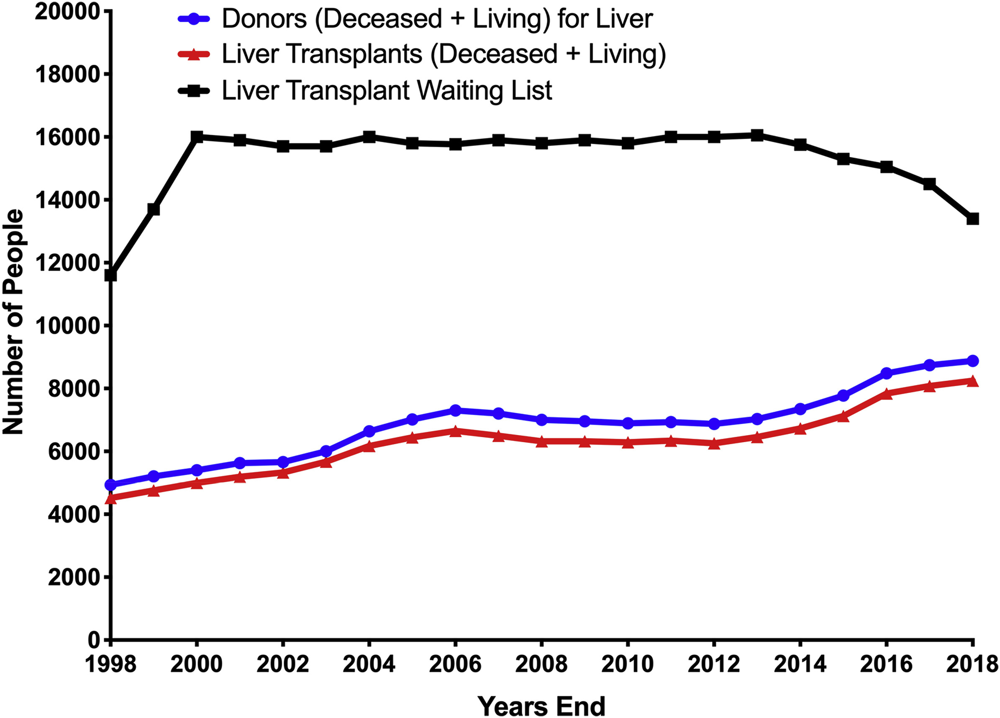 Donors (Deceased + Living) for Liver
Liver Transplants (Deceased + Living)
Liver Transplant Waiting List
Number of People
20000
18000
16000
14000
12000
10000
8000
6000
4000
2000
0
1998 2000 2002 2004 2006 2008 2010 2012 2014 2016 2018
Years End